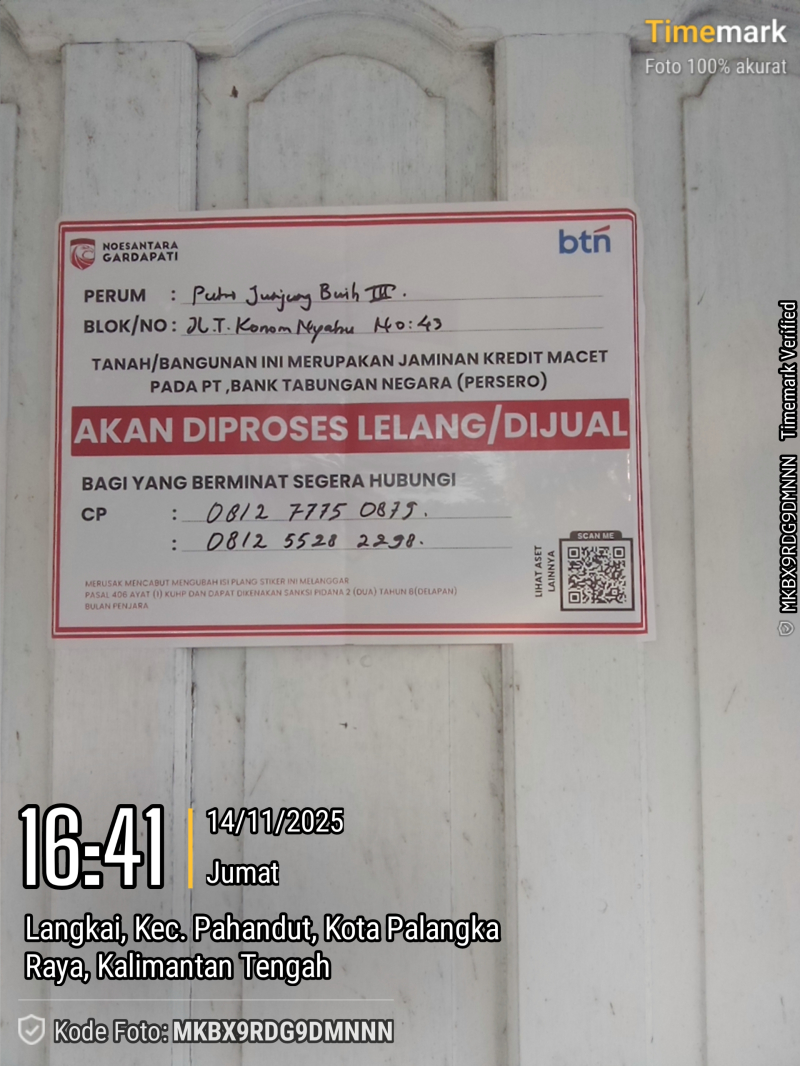 Timemark
Foto 100% akurat
NOESANTARA
GARDAPATI
btn
PERUM : Putri Junjung Buih III.
BLOK/NO : JL.T. Konom Nyahu No: 43
TANAH/BANGUNAN INI MERUPAKAN JAMINAN KREDIT MACET
PADA PT ,BANK TABUNGAN NEGARA (PERSERO)
AKAN DIPROSES LELANG/DIJUAL
BAGI YANG BERMINAT SEGERA HUBUNGI
CP : 0812 7775 0875.
: 0812 5528 2298.
SCAN ME
LIHAT ASET
LAINNYA
MERUSAK MENCABUT MENGUBAH ISI PLANG STIKER INI MELANGGAR
PASAL 406 AYAT (1) KUHP DAN DAPAT DIKENAKAN SANKSI PIDANA 2 (DUA) TAHUN 8(DELAPAN)
BULAN PENJARA
MKBX9RDG9DMNNN Timemark Verified
16:41
14/11/2025
Jumat
Langkai, Kec. Pahandut, Kota Palangka
Raya, Kalimantan Tengah
Kode Foto: MKBX9RDG9DMNNN